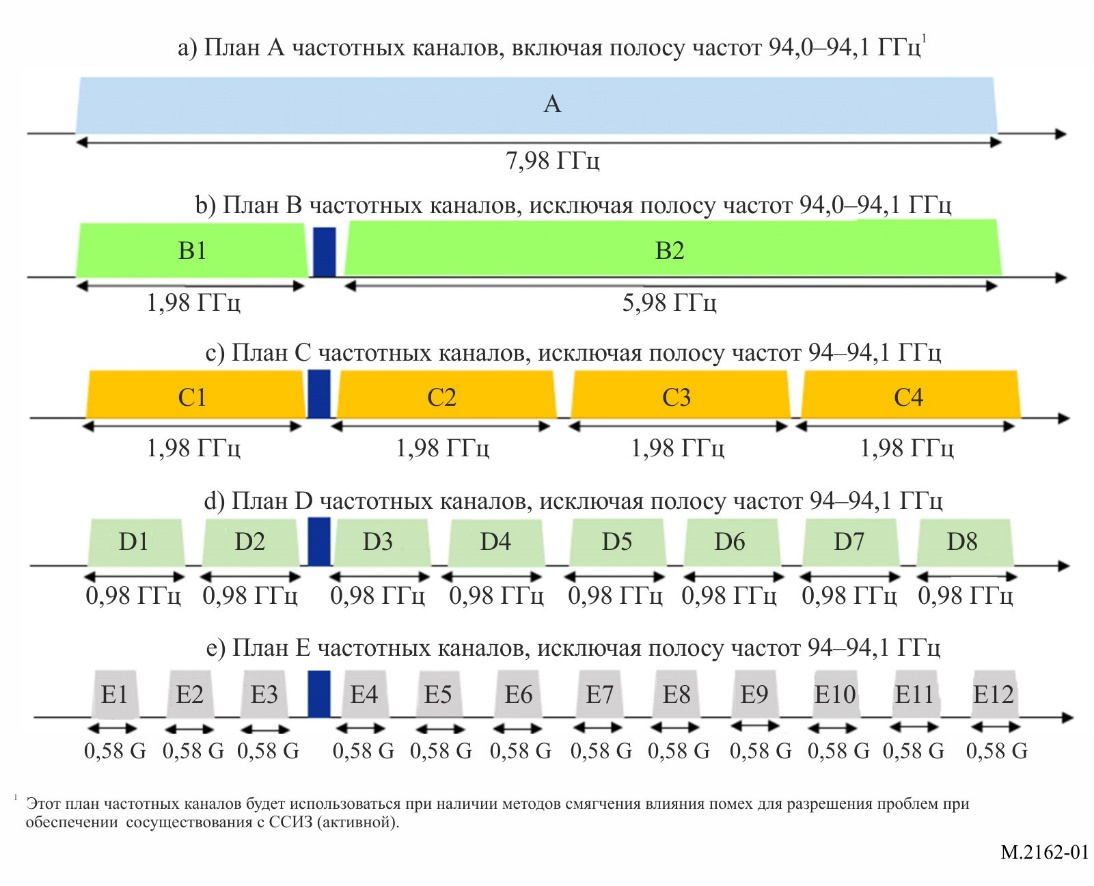 a) План A частотных каналов, включая полосу частот 94,0–94,1 ГГц¹
A
7,98 ГГц
b) План B частотных каналов, исключая полосу частот 94,0–94,1 ГГц
B1 B2
1,98 ГГц 5,98 ГГц
c) План C частотных каналов, исключая полосу частот 94–94,1 ГГц
C1 C2 C3 C4
1,98 ГГц 1,98 ГГц 1,98 ГГц 1,98 ГГц
d) План D частотных каналов, исключая полосу частот 94–94,1 ГГц
D1 D2 D3 D4 D5 D6 D7 D8
0,98 ГГц 0,98 ГГц 0,98 ГГц 0,98 ГГц 0,98 ГГц 0,98 ГГц 0,98 ГГц 0,98 ГГц
e) План E частотных каналов, исключая полосу частот 94–94,1 ГГц
E1 E2 E3 E4 E5 E6 E7 E8 E9 E10 E11 E12
0,58 G 0,58 G 0,58 G 0,58 G 0,58 G 0,58 G 0,58 G 0,58 G 0,58 G 0,58 G 0,58 G 0,58 G
¹ Этот план частотных каналов будет использоваться при наличии методов смягчения влияния помех для разрешения проблем при
обеспечении сосуществования с ССИЗ (активной).
M.2162-01